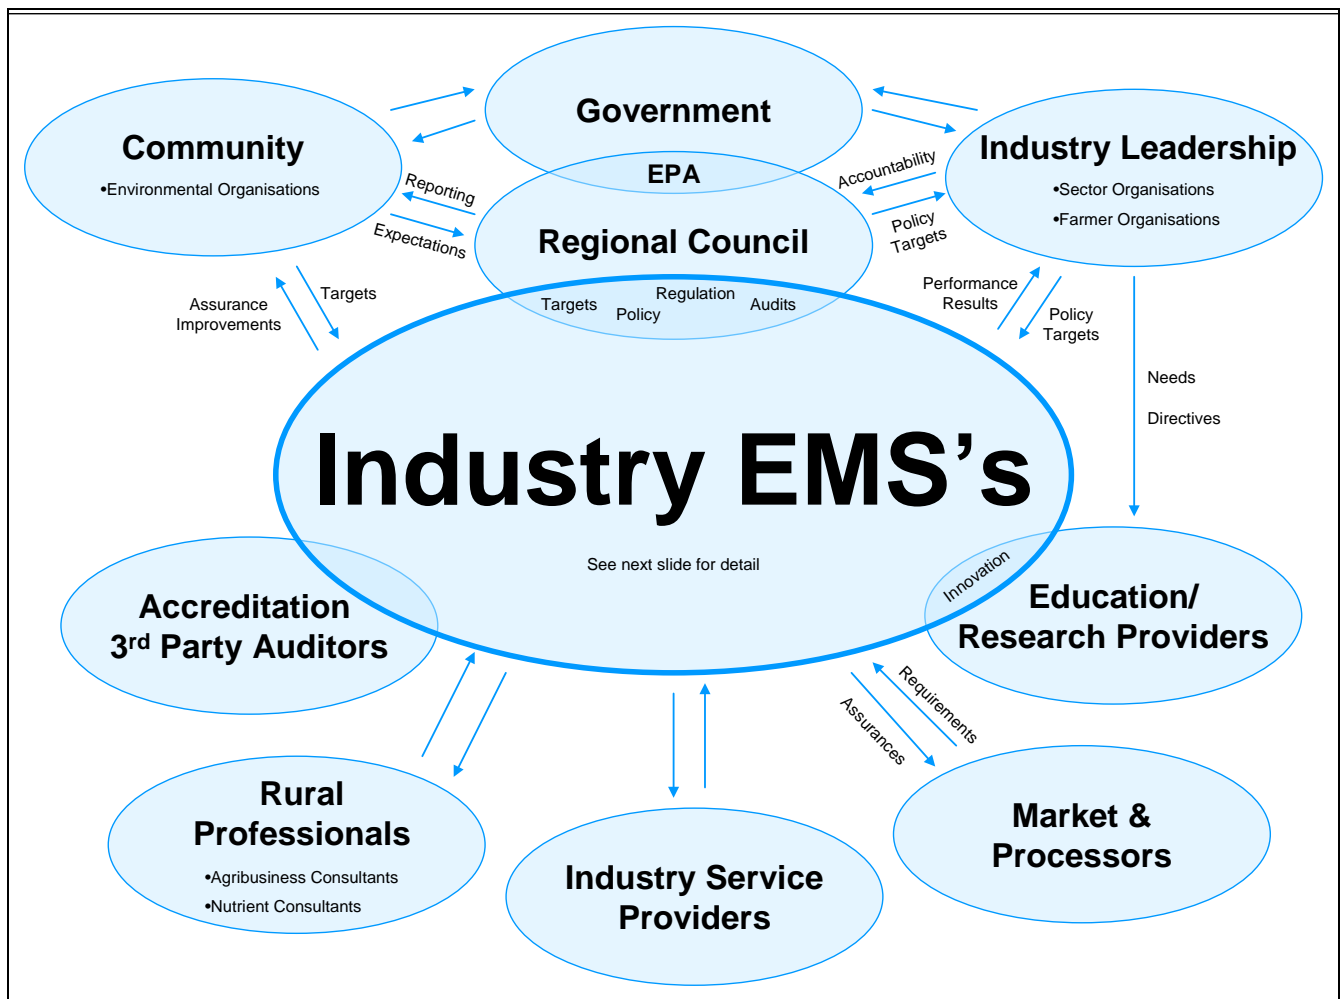 Government
EPA
Community
•Environmental Organisations
Industry Leadership
•Sector Organisations
•Farmer Organisations
Reporting
Expectations
Accountability
Policy
Targets
Regional Council
Targets
Policy
Regulation
Audits
Assurance
Improvements
Targets
Performance
Results
Policy
Targets
Needs
Directives
Industry EMS’s
See next slide for detail
Innovation
Accreditation
3rd Party Auditors
Education/
Research Providers
Requirements
Assurances
Rural
Professionals
•Agribusiness Consultants
•Nutrient Consultants
Industry Service
Providers
Market &
Processors